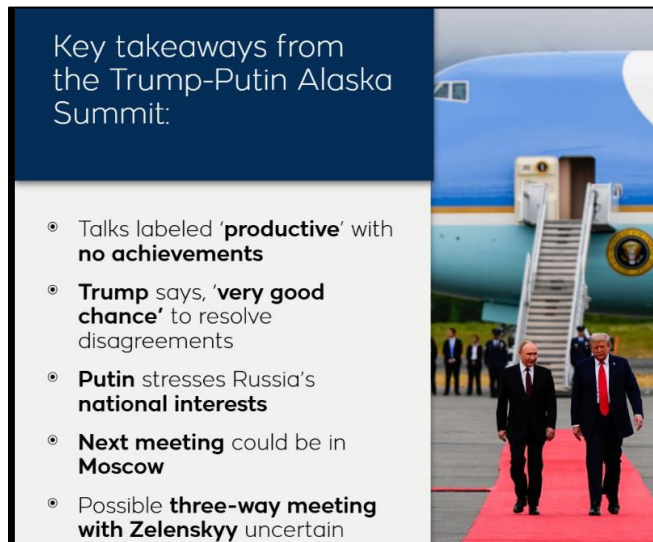 Key takeaways from
the Trump-Putin Alaska
Summit:
Talks labeled ‘productive’ with
no achievements
Trump says, ‘very good
chance’ to resolve
disagreements
Putin stresses Russia’s
national interests
Next meeting could be in
Moscow
Possible three-way meeting
with Zelenskyy uncertain